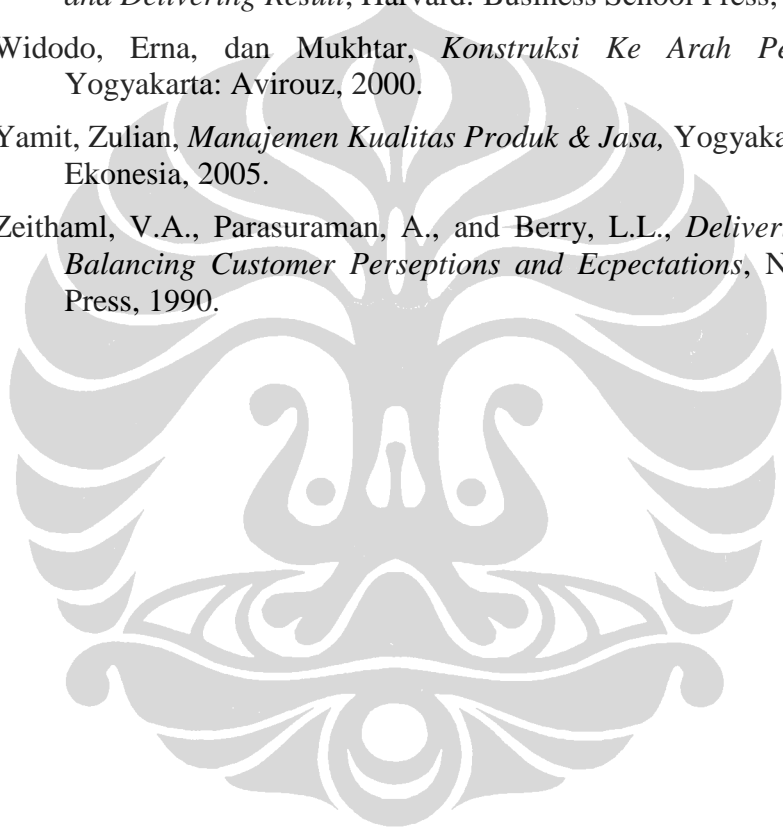 and Delivering Result, Harvard: Business School Press,
Widodo, Erna, dan Mukhtar, Konstruksi Ke Arah Pe
Yogyakarta: Avirouz, 2000.
Yamit, Zulian, Manajemen Kualitas Produk & Jasa, Yogyaka
Ekonesia, 2005.
Zeithaml, V.A., Parasuraman, A., and Berry, L.L., Deliver
Balancing Customer Perseptions and Ecpectations, N
Press, 1990.